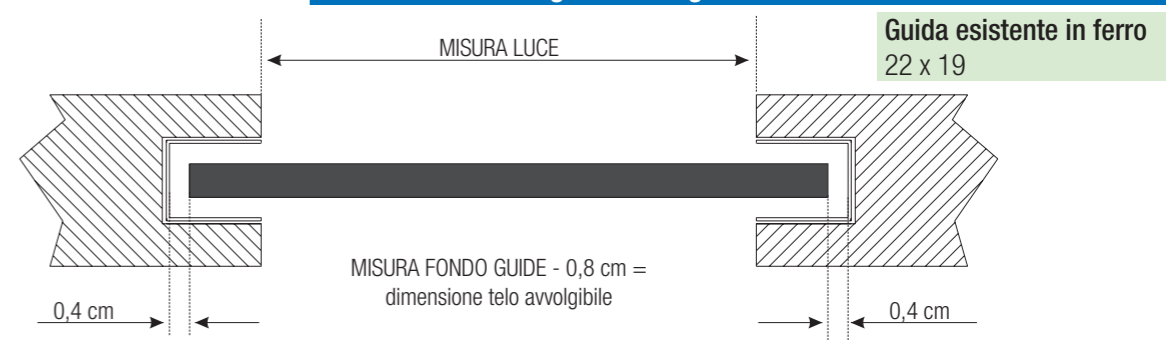 Guida esistente in ferro
22 x 19
MISURA LUCE
MISURA FONDO GUIDE - 0,8 cm =
dimensione telo avvolgibile
0,4 cm
0,4 cm